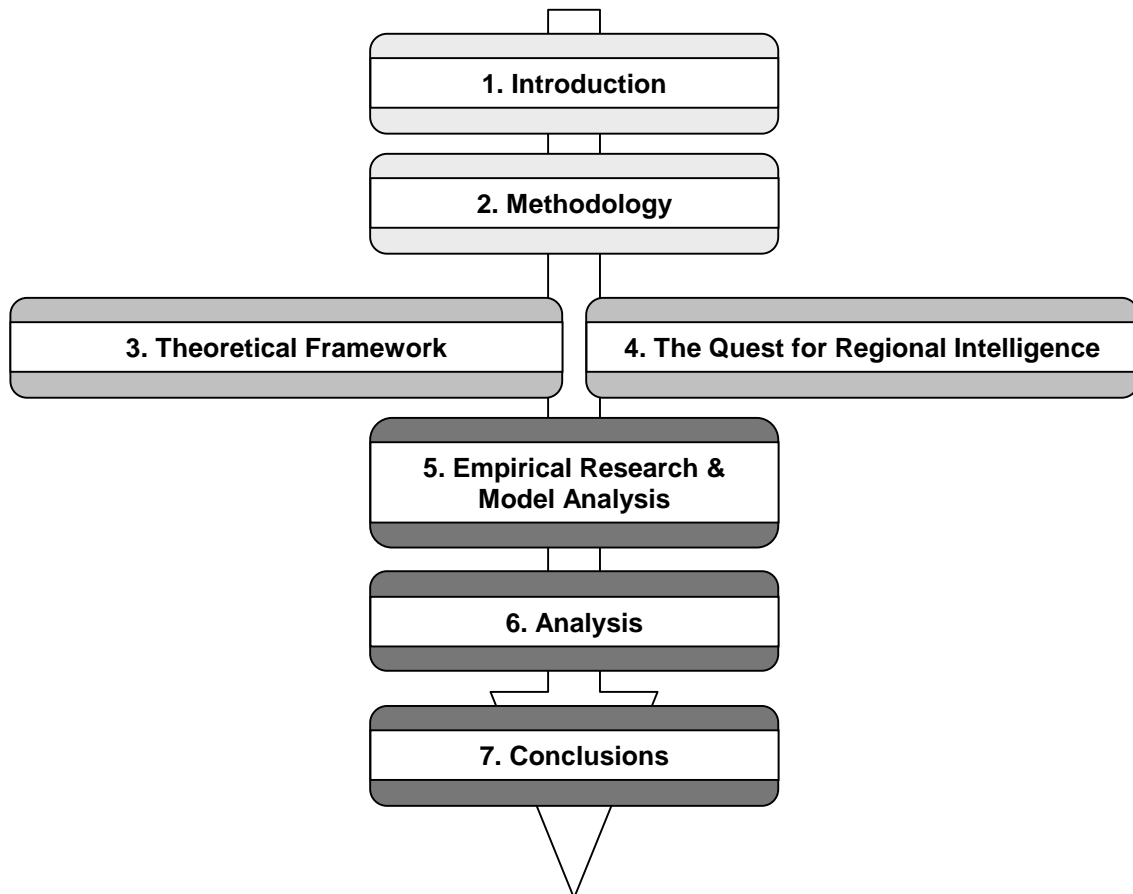 1. Introduction
2. Methodology
3. Theoretical Framework
4. The Quest for Regional Intelligence
5. Empirical Research &
Model Analysis
6. Analysis
7. Conclusions